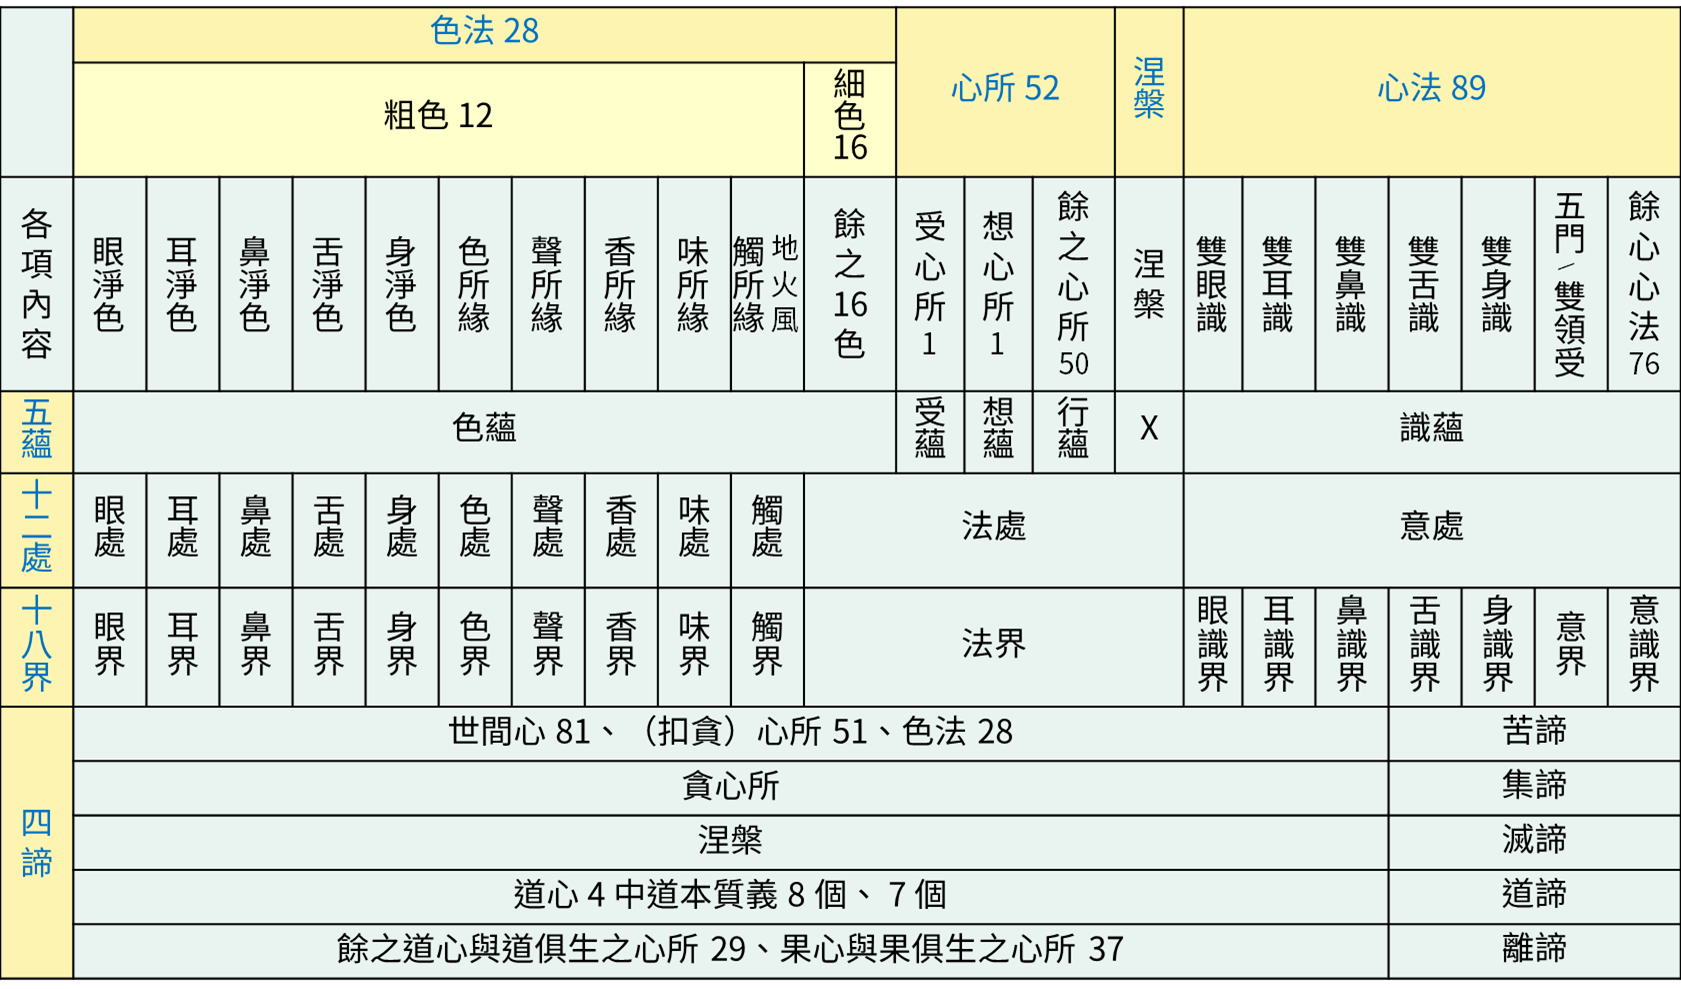 色法 28
粗色 12
細色16
心所 52
涅槃
心法 89
各項內容
眼淨色
耳淨色
鼻淨色
舌淨色
身淨色
色所緣
聲所緣
香所緣
味所緣
觸所緣
地火風
餘之16色
受心所1
想心所1
餘之心所50
涅槃
雙眼識
雙耳識
雙鼻識
雙舌識
雙身識
五門/雙領受
餘心心法76
五蘊
色蘊
受蘊
想蘊
行蘊
X
識蘊
十二處
眼處
耳處
鼻處
舌處
身處
色處
聲處
香處
味處
觸處
法處
意處
十八界
眼界
耳界
鼻界
舌界
身界
色界
聲界
香界
味界
觸界
法界
眼識界
耳識界
鼻識界
舌識界
身識界
意界
意識界
四諦
世間心 81、(扣貪)心所 51、色法 28
苦諦
貪心所
集諦
涅槃
滅諦
道心 4 中道本質義 8 個、7 個
道諦
餘之道心與道俱生之心所 29、果心與果俱生之心所 37
離諦